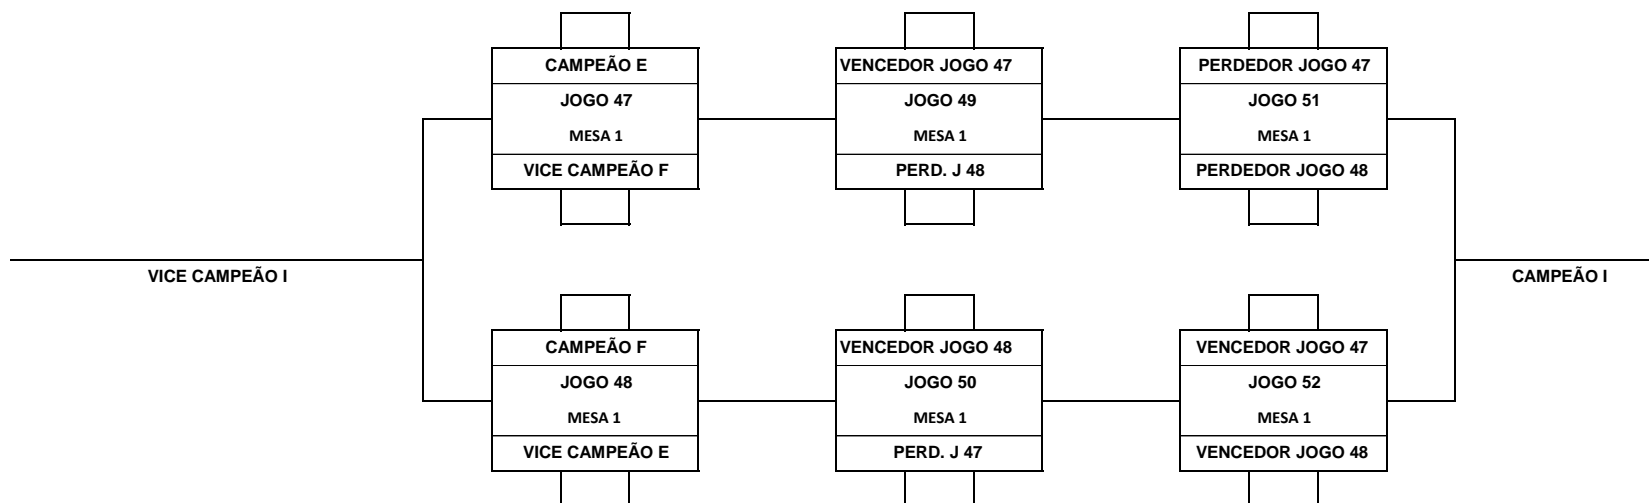 CAMPEÃO E
JOGO 47
MESA 1
VICE CAMPEÃO F
VENCEDOR JOGO 47
JOGO 49
MESA 1
PERD. J 48
PERDEDOR JOGO 47
JOGO 51
MESA 1
PERDEDOR JOGO 48
VICE CAMPEÃO I
CAMPEÃO I
CAMPEÃO F
JOGO 48
MESA 1
VICE CAMPEÃO E
VENCEDOR JOGO 48
JOGO 50
MESA 1
PERD. J 47
VENCEDOR JOGO 47
JOGO 52
MESA 1
VENCEDOR JOGO 48